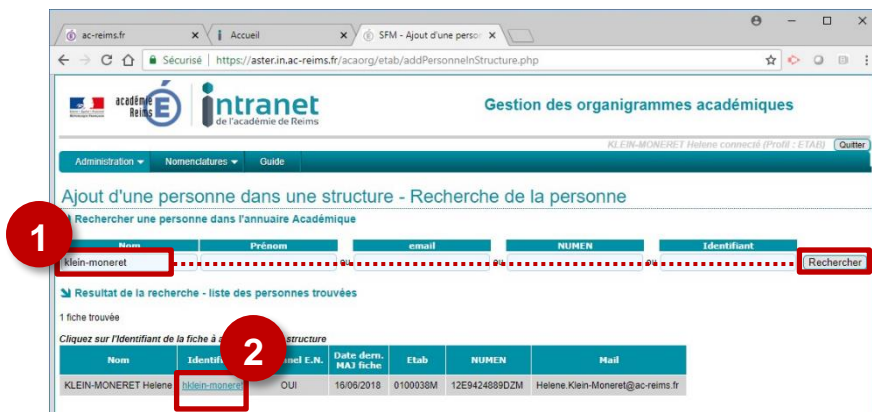 ac-reims.fr
Accueil
SFM - Ajout d'une perso
Sécurisé | https://aster.in.ac-reims.fr/acaorg/etab/addPersonnelInStructure.php
académie
Reims
É
intranet
de l'académie de Reims
Gestion des organigrammes académiques
KLEIN-MONERET Helene connecté (Profil : ETAB) Quitter
Administration Nomenclatures Guide
Ajout d'une personne dans une structure - Recherche de la personne
1
Rechercher une personne dans l'annuaire Académique
Nom Prénom email NUMEN Identifiant
klein-moneret ou ou ou Rechercher
Resultat de la recherche - liste des personnes trouvées
1 fiche trouvée
Cliquez sur l'Identifiant de la fiche à structure
2
Nom Identifi nel E.N. Date dern. MAJ fiche Etab NUMEN Mail
KLEIN-MONERET Helene hklein-moneret OUI 16/06/2018 0100038M 12E9424889DZM Helene.Klein-Moneret@ac-reims.fr